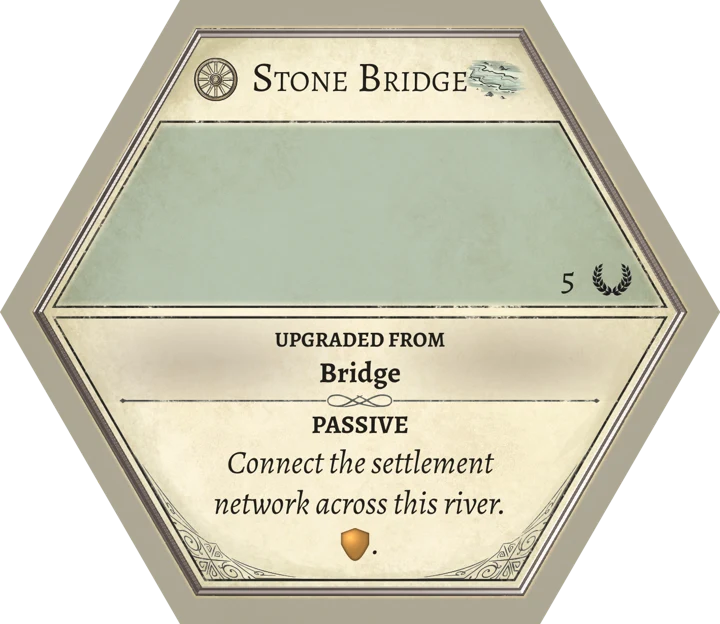 Stone Bridge
5
UPGRADED FROM
Bridge
PASSIVE
Connect the settlement
network across this river.
.